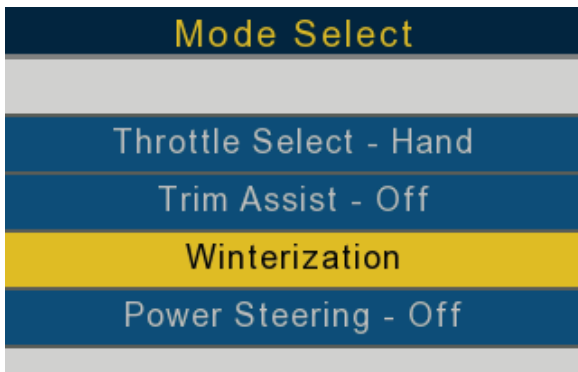 Mode Select
Throttle Select - Hand
Trim Assist - Off
Winterization
Power Steering - Off